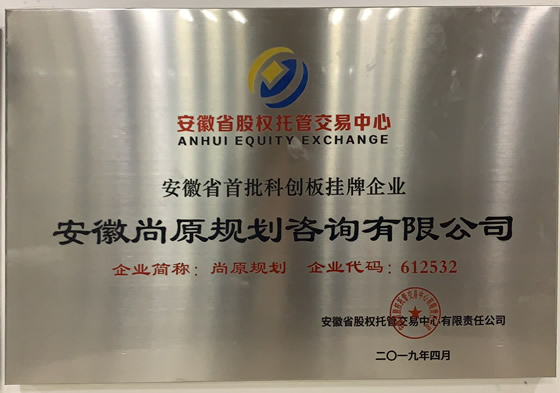 安徽省股权托管交易中心
ANHUI EQUITY EXCHANGE
安徽省首批科创板挂牌企业
安徽尚原规划咨询有限公司
企业简称：尚原规划 企业代码：612532
安徽省股权托管交易中心有限责任公司
二〇一九年四月